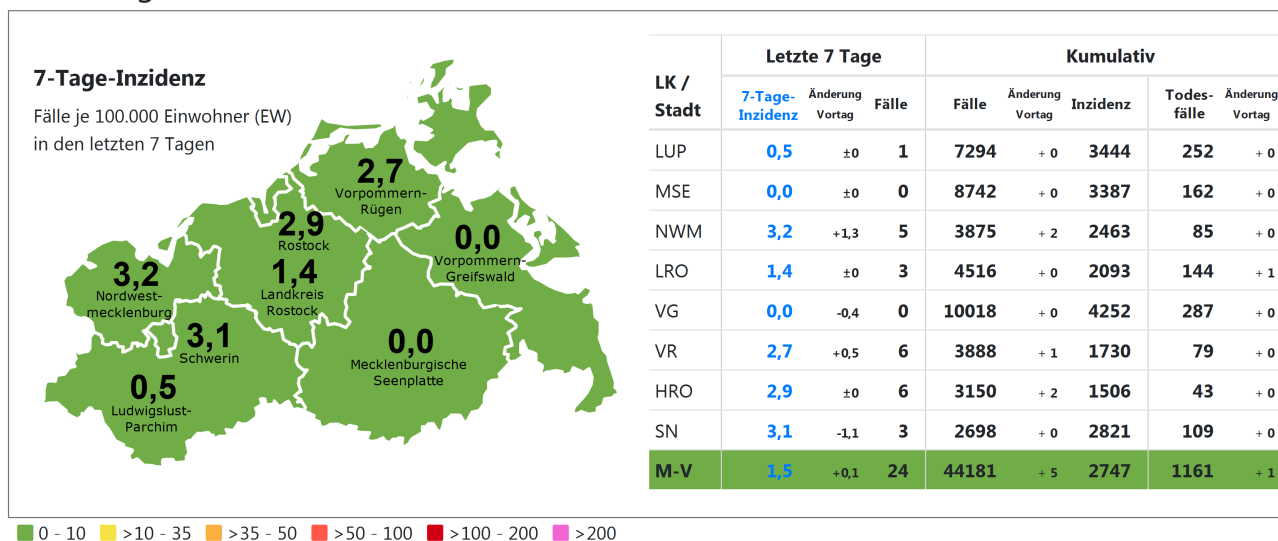 7-Tage-Inzidenz
Fälle je 100.000 Einwohner (EW)
in den letzten 7 Tagen
2,7
Vorpommern-
Rügen
2,9
Rostock
0,0
Vorpommern-
Greifswald
1,4
Landkreis
Rostock
3,2
Nordwest-
mecklenburg
3,1
Schwerin
0,0
Mecklenburgische
Seenplatte
0,5
Ludwigslust-
Parchim
LK / Stadt
Letzte 7 Tage Kumulativ
7-Tage-Inzidenz Änderung Vortag Fälle Fälle Änderung Vortag Inzidenz Todes-fälle Änderung Vortag
LUP 0,5 ±0 1 7294 + 0 3444 252 + 0
MSE 0,0 ±0 0 8742 + 0 3387 162 + 0
NWM 3,2 +1,3 5 3875 + 2 2463 85 + 0
LRO 1,4 ±0 3 4516 + 0 2093 144 + 1
VG 0,0 -0,4 0 10018 + 0 4252 287 + 0
VR 2,7 +0,5 6 3888 + 1 1730 79 + 0
HRO 2,9 ±0 6 3150 + 2 1506 43 + 0
SN 3,1 -1,1 3 2698 + 0 2821 109 + 0
M-V 1,5 +0,1 24 44181 + 5 2747 1161 + 1
0 - 10 >10 - 35 >35 - 50 >50 - 100 >100 - 200 >200